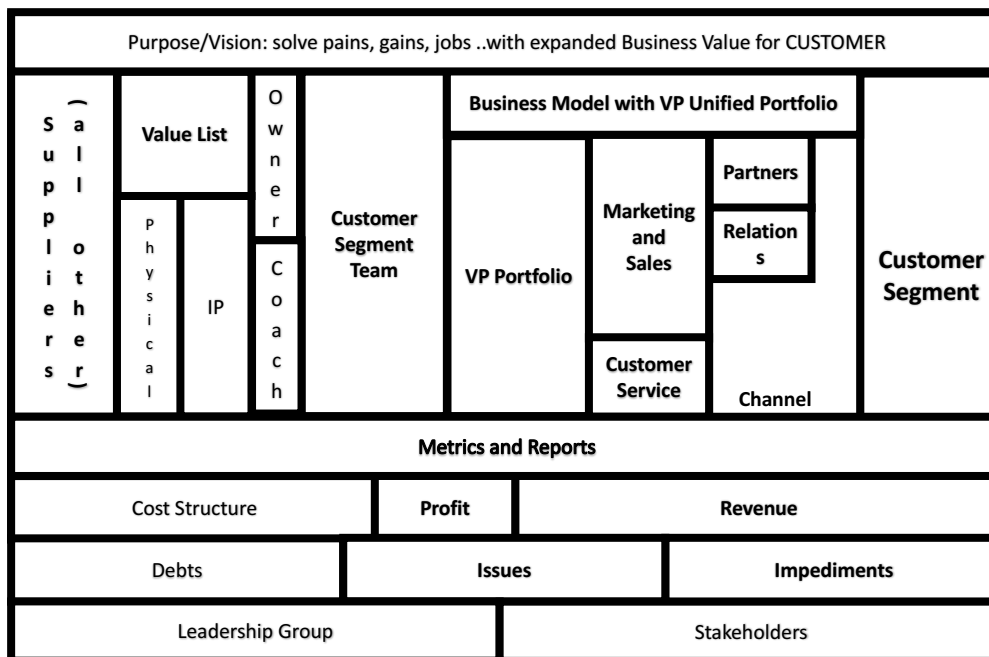 Purpose/Vision: solve pains, gains, jobs ..with expanded Business Value for CUSTOMER
Suppliers
(all other)
Value List
Physical
IP
Owner
Coach
Customer
Segment
Team
Business Model with VP Unified Portfolio
VP Portfolio
Marketing
and
Sales
Customer
Service
Partners
Relation
s
Channel
Customer
Segment
Metrics and Reports
Cost Structure
Profit
Revenue
Debts
Issues
Impediments
Leadership Group
Stakeholders